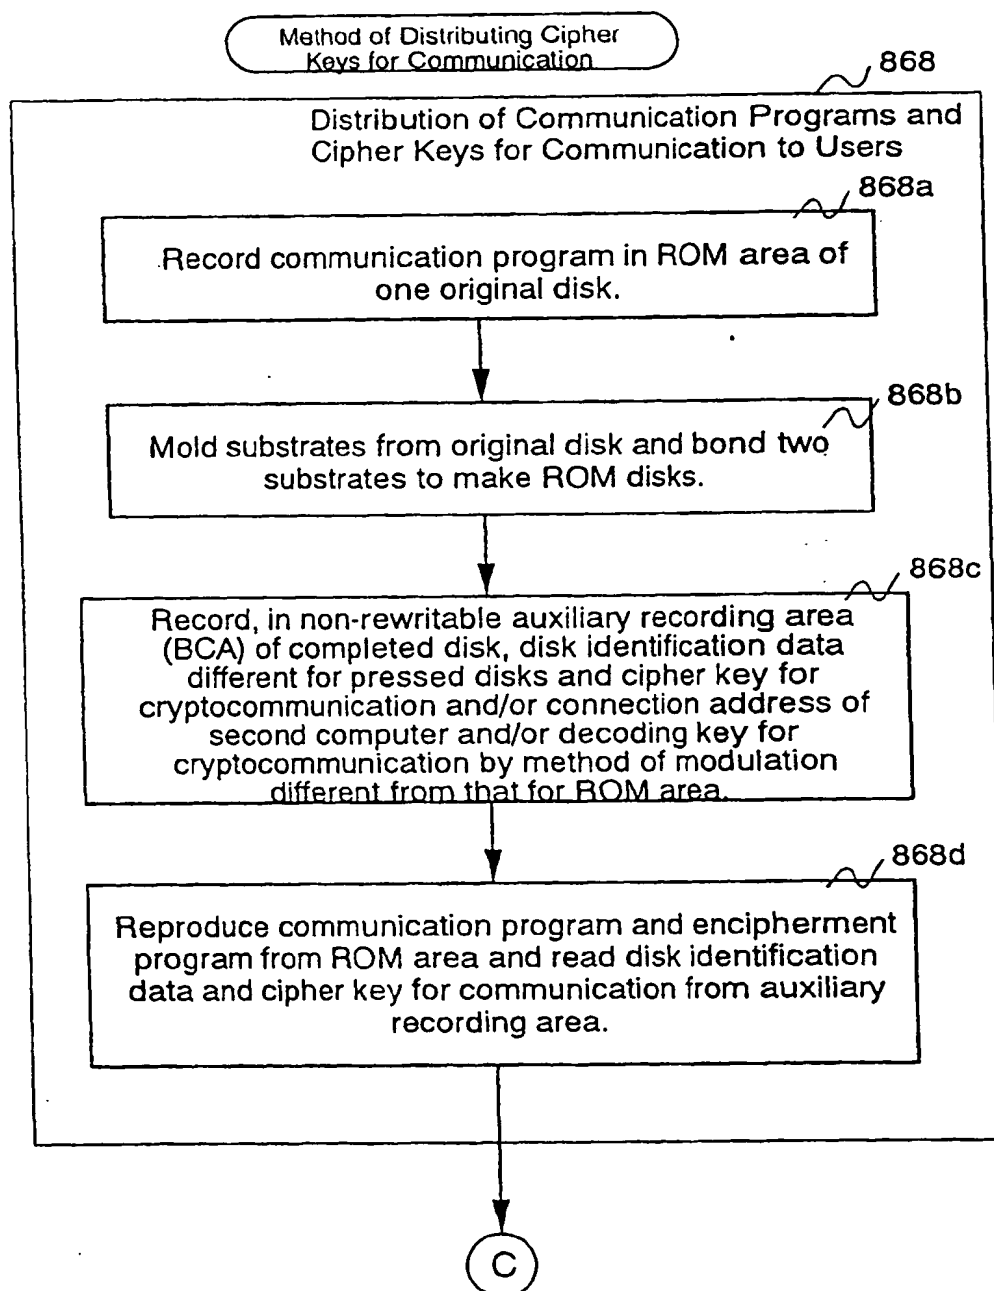 Method of Distributing Cipher
Keys for Communication
868
Distribution of Communication Programs and
Cipher Keys for Communication to Users
868a
Record communication program in ROM area of
one original disk.
868b
Mold substrates from original disk and bond two
substrates to make ROM disks.
868c
Record, in non-rewritable auxiliary recording area
(BCA) of completed disk, disk identification data
different for pressed disks and cipher key for
cryptocommunication and/or connection address of
second computer and/or decoding key for
cryptocommunication by method of modulation
different from that for ROM area.
868d
Reproduce communication program and encipherment
program from ROM area and read disk identification
data and cipher key for communication from auxiliary
recording area.
C